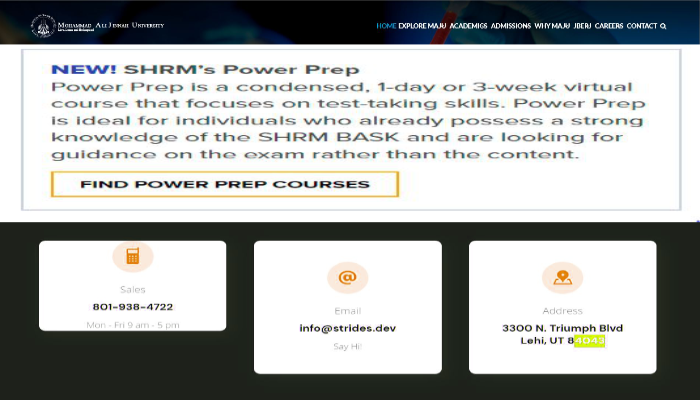 Mohammad Ali Jinnah University
HOME EXPLORE MAJU ACADEMICS ADMISSIONS WHY MAJU JBERJ CAREERS CONTACT
NEW! SHRM's Power Prep
Power Prep is a condensed, 1-day or 3-week virtual
course that focuses on test-taking skills. Power Prep
is ideal for individuals who already possess a strong
knowledge of the SHRM BASK and are looking for
guidance on the exam rather than the content.
FIND POWER PREP COURSES
Sales
801-938-4722
Mon - Fri 9 am - 5 pm
Email
info@strides.dev
Say Hi!
Address
3300 N. Triumph Blvd
Lehi, UT 84043